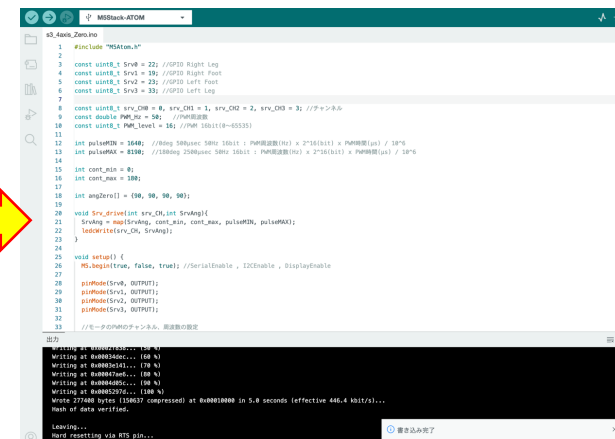 M5Stack-ATOM
s3_4axis_Zero.ino
1 #include "M5Atom.h"
2
3 const uint8_t Srv0 = 22; //GPIO Right Leg
4 const uint8_t Srv1 = 19; //GPIO Right Foot
5 const uint8_t Srv2 = 23; //GPIO Left Foot
6 const uint8_t Srv3 = 33; //GPIO Left Leg
7
8 const uint8_t srv_CH0 = 0, srv_CH1 = 1, srv_CH2 = 2, srv_CH3 = 3; //チャンネル
9 const double PWM_Hz = 50; //PWM周波数
10 const uint8_t PWM_level = 16; //PWM 16bit(0~65535)
11
12 int pulseMIN = 1640; //0deg 500μsec 50Hz 16bit : PWM周波数(Hz) x 2^16(bit) x PWM時間(μs) / 10^6
13 int pulseMAX = 8190; //180deg 2500μsec 50Hz 16bit : PWM周波数(Hz) x 2^16(bit) x PWM時間(μs) / 10^6
14
15 int cont_min = 0;
16 int cont_max = 180;
17
18 int angZero[] = {90, 90, 90, 90};
19
20 void Srv_drive(int srv_CH,int SrvAng){
21 SrvAng = map(SrvAng, cont_min, cont_max, pulseMIN, pulseMAX);
22 ledcWrite(srv_CH, SrvAng);
23 }
24
25 void setup() {
26 M5.begin(true, false, true); //SerialEnable , I2CEnable , DisplayEnable
27
28 pinMode(Srv0, OUTPUT);
29 pinMode(Srv1, OUTPUT);
30 pinMode(Srv2, OUTPUT);
31 pinMode(Srv3, OUTPUT);
32
33 //モータのPWMのチャンネル、周波数の設定
出力
Writing at 0x0002f838... (50 %)
Writing at 0x00034dec... (60 %)
Writing at 0x0003e141... (70 %)
Writing at 0x00047ae6... (80 %)
Writing at 0x0004d05c... (90 %)
Writing at 0x0005297d... (100 %)
Wrote 277408 bytes (150637 compressed) at 0x00010000 in 5.0 seconds (effective 446.4 kbit/s)...
Hash of data verified.
Leaving...
Hard resetting via RTS pin...
書き込み完了